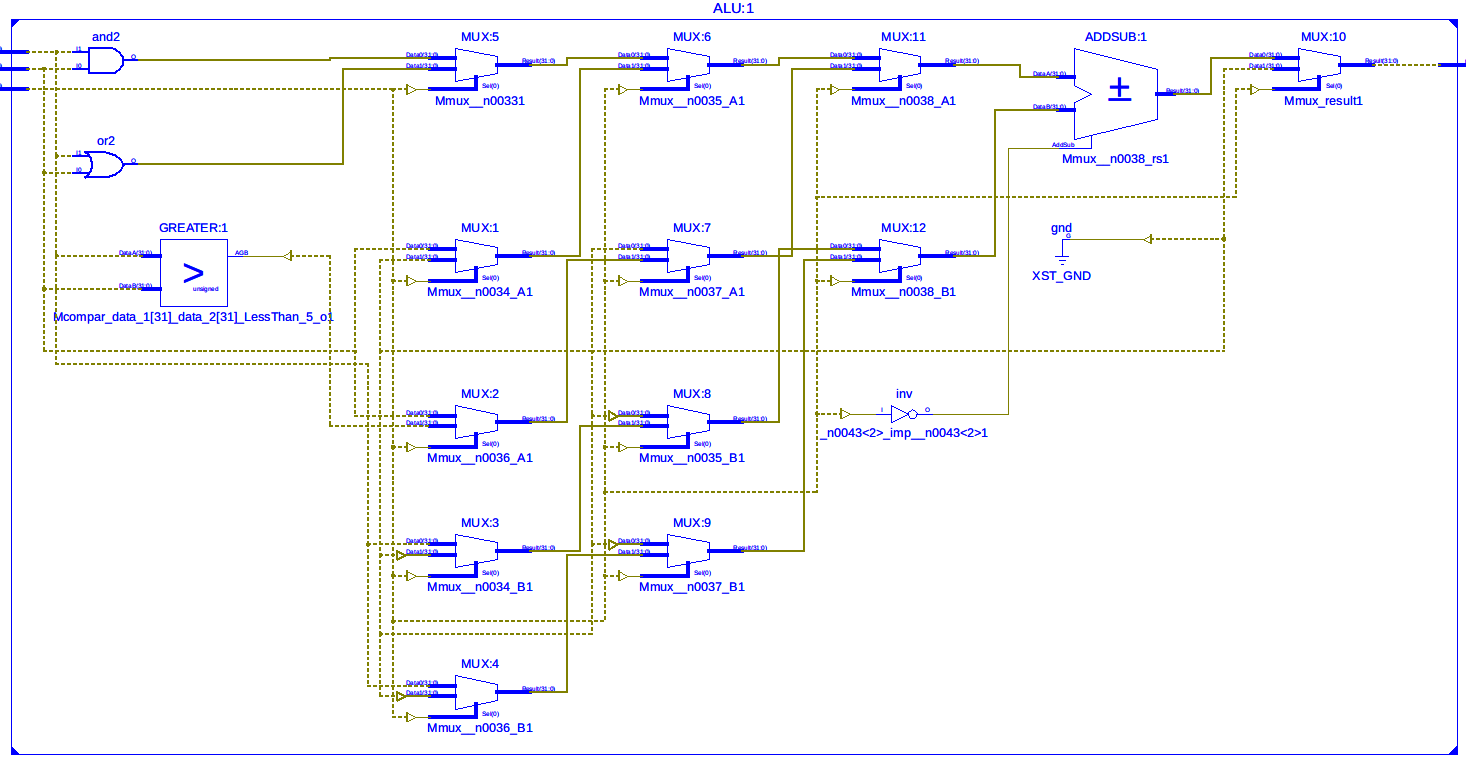 ALU:1
and2
I1
I0
O
MUX:5
Data0(31:0)
Data1(31:0)
Result(31:0)
Sel(0)
Mmux__n00331
MUX:6
Data0(31:0)
Data1(31:0)
Result(31:0)
Sel(0)
Mmux__n0035_A1
MUX:11
Data0(31:0)
Data1(31:0)
Result(31:0)
Sel(0)
Mmux__n0038_A1
ADDSUB:1
DataA(31:0)
DataB(31:0)
Result(31:0)
AddSub
Mmux__n0038_rs1
MUX:10
Data0(31:0)
Data1(31:0)
Result(31:0)
Sel(0)
Mmux_result1
or2
I1
I0
O
GREATER:1
DataA(31:0)
DataB(31:0)
AGB
>
unsigned
Mcompar_data_1[31]_data_2[31]_LessThan_5_o1
MUX:1
Data0(31:0)
Data1(31:0)
Result(31:0)
Sel(0)
Mmux__n0034_A1
MUX:7
Data0(31:0)
Data1(31:0)
Result(31:0)
Sel(0)
Mmux__n0037_A1
MUX:12
Data0(31:0)
Data1(31:0)
Result(31:0)
Sel(0)
Mmux__n0038_B1
gnd
G
XST_GND
MUX:2
Data0(31:0)
Data1(31:0)
Result(31:0)
Sel(0)
Mmux__n0036_A1
MUX:8
Data0(31:0)
Data1(31:0)
Result(31:0)
Sel(0)
Mmux__n0035_B1
inv
I
O
_n0043<2>_imp__n0043<2>1
MUX:3
Data0(31:0)
Data1(31:0)
Result(31:0)
Sel(0)
Mmux__n0034_B1
MUX:9
Data0(31:0)
Data1(31:0)
Result(31:0)
Sel(0)
Mmux__n0037_B1
MUX:4
Data0(31:0)
Data1(31:0)
Result(31:0)
Sel(0)
Mmux__n0036_B1